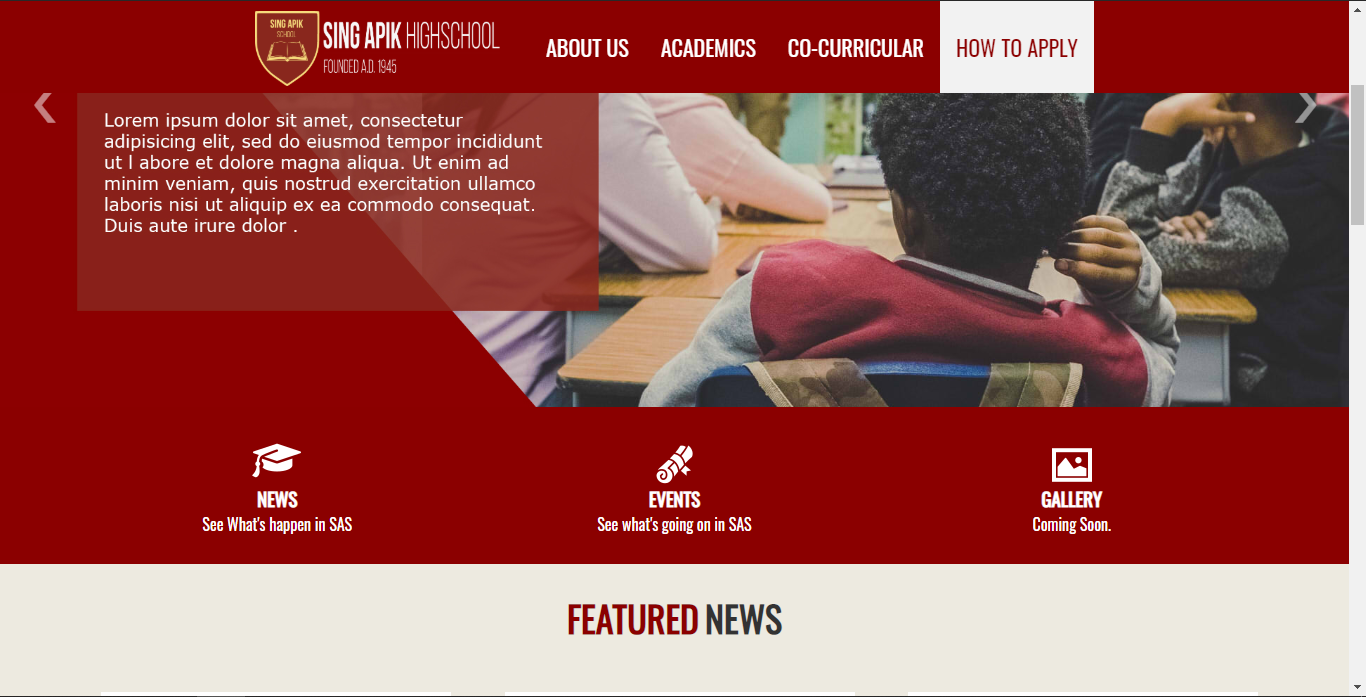 SING APIK
SCHOOL
SING APIK HIGHSCHOOL
FOUNDED A.D. 1945
ABOUT US
ACADEMICS
CO-CURRICULAR
HOW TO APPLY
Lorem ipsum dolor sit amet, consectetur
adipisicing elit, sed do eiusmod tempor incididunt
ut l abore et dolore magna aliqua. Ut enim ad
minim veniam, quis nostrud exercitation ullamco
laboris nisi ut aliquip ex ea commodo consequat.
Duis aute irure dolor .
NEWS
See What's happen in SAS
EVENTS
See what's going on in SAS
GALLERY
Coming Soon.
FEATURED NEWS